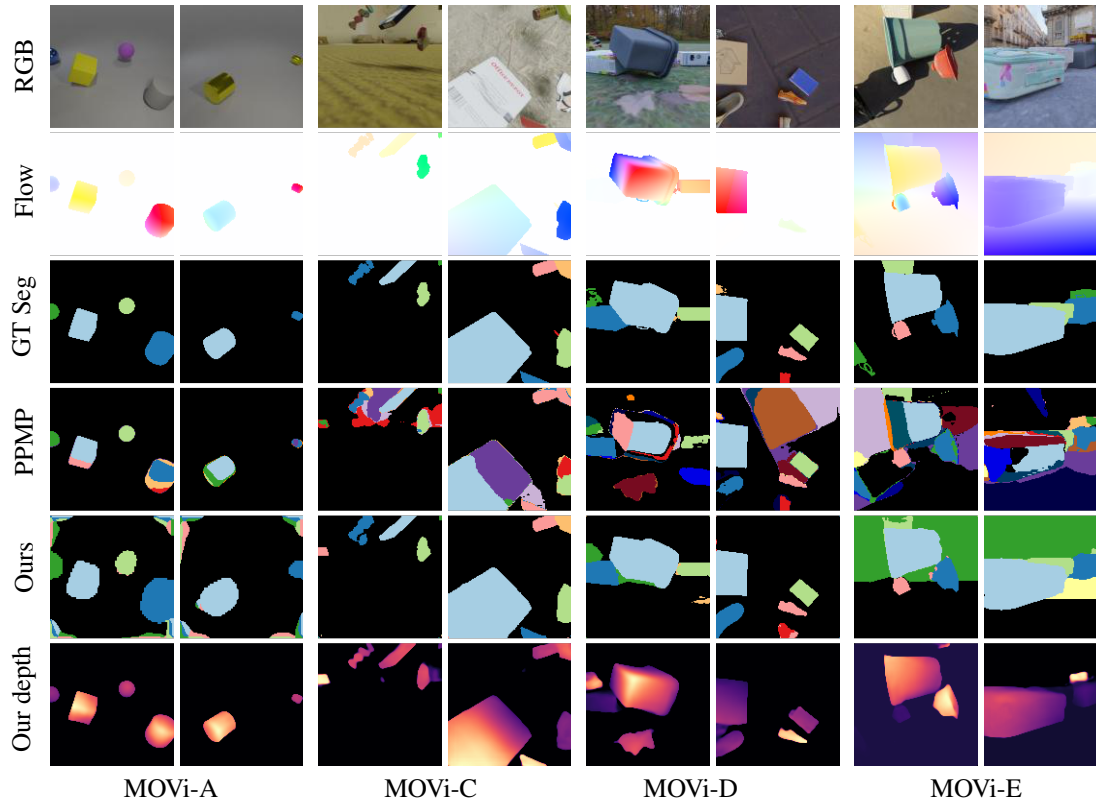 RGB
Flow
GT Seg
PPMP
Ours
Our depth
MOVi-A
MOVi-C
MOVi-D
MOVi-E